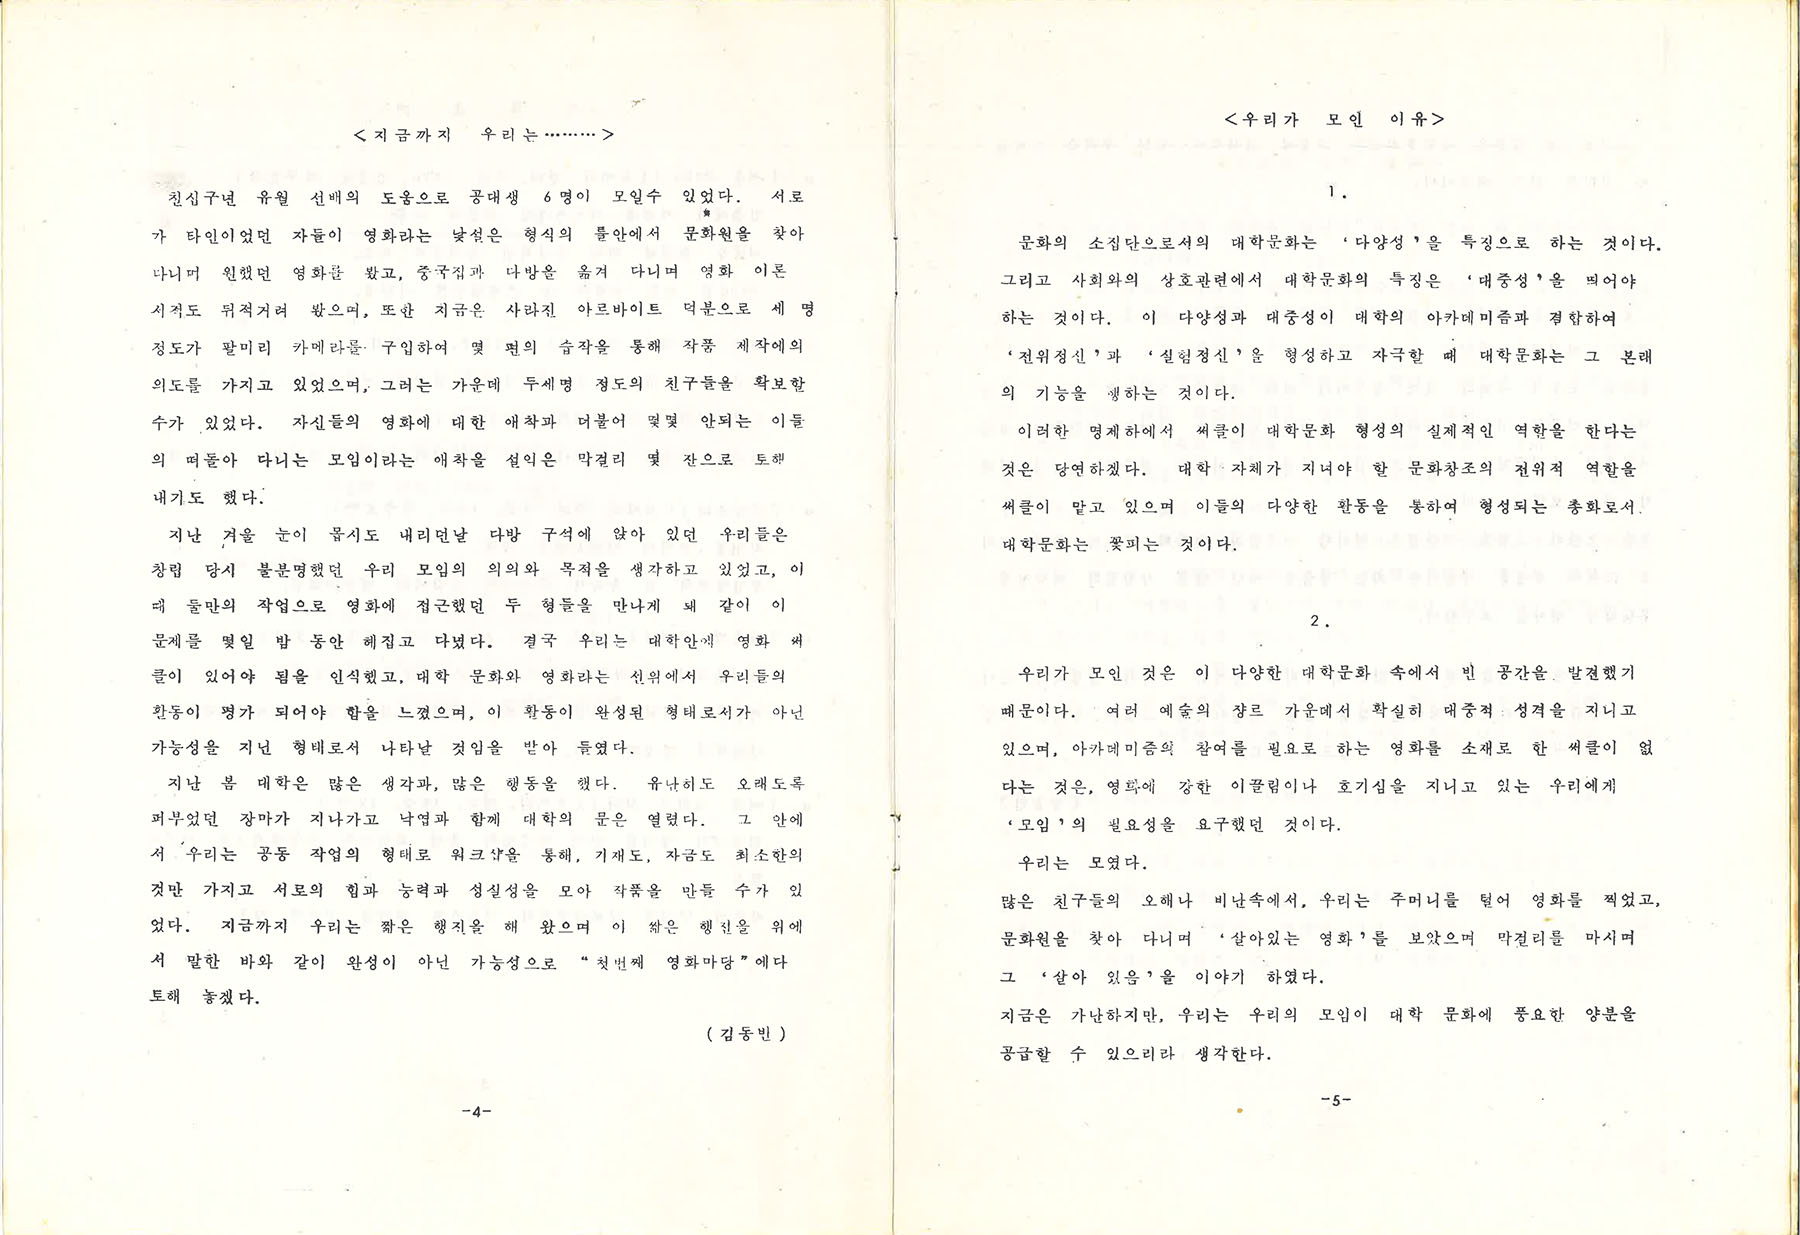 <지금까지 우리는………>
친십구년 유월 선배의 도움으로 공대생 6명이 모일수 있었다. 서로
가 타인이었던 자들이 영화라는 낯설은 형식의 틀안에서 문화원을 찾아
다니며 원했던 영화를 봤고, 중국집과 다방을 옮겨 다니며 영화 이론
서적도 뒤적거려 봤으며, 또한 지금은 사라진 아르바이트 덕분으로 세 명
정도가 팔미리 카메라를 구입하여 몇 편의 습작을 통해 작품 제작에의
의도를 가지고 있었으며, 그러는 가운데 두세명 정도의 친구들을 확보할
수가 있었다. 자신들의 영화에 대한 애착과 더불어 몇몇 안되는 이들
의 떠돌아 다니는 모임이라는 애착을 설익은 막걸리 몇 잔으로 토해
내기도 했다.
지난 겨울 눈이 몹시도 내리던날 다방 구석에 앉아 있던 우리들은
창립 당시 불분명했던 우리 모임의 의의와 목적을 생각하고 있었고, 이
때 둘만의 작업으로 영화에 접근했던 두 형들을 만나게 돼 같이 이
문제를 몇일 밤 동안 헤집고 다녔다. 결국 우리는 대학안에 영화 써
클이 있어야 됨을 인식했고, 대학 문화와 영화라는 선위에서 우리들의
활동이 평가 되어야 함을 느꼈으며, 이 활동이 완성된 형태로서가 아닌
가능성을 지닌 형태로서 나타날 것임을 받아 들였다.
지난 봄 대학은 많은 생각과, 많은 행동을 했다. 유난히도 오래도록
퍼부었던 장마가 지나가고 낙엽과 함께 대학의 문은 열렸다. 그 안에
서 우리는 공동 작업의 형태로 워크샵을 통해, 기재도, 자금도 최소한의
것만 가지고 서로의 힘과 능력과 성실성을 모아 작품을 만들 수가 있
었다. 지금까지 우리는 짧은 행진을 해 왔으며 이 짧은 행진을 위에
서 말한 바와 같이 완성이 아닌 가능성으로 “첫번째 영화마당”에다
토해 놓겠다.
(김동빈)
-4-
<우리가 모인 이유>
1.
문화의 소집단으로서의 대학문화는 ‘다양성’을 특징으로 하는 것이다.
그리고 사회와의 상호관련에서 대학문화의 특징은 ‘대중성’을 띄어야
하는 것이다. 이 다양성과 대중성이 대학의 아카데미즘과 결합하여
‘전위정신’과 ‘실험정신’을 형성하고 자극할 때 대학문화는 그 본래
의 기능을 행하는 것이다.
이러한 명제하에서 써클이 대학문화 형성의 실제적인 역할을 한다는
것은 당연하겠다. 대학 자체가 지녀야 할 문화창조의 전위적 역할을
써클이 맡고 있으며 이들의 다양한 활동을 통하여 형성되는 총화로서
대학문화는 꽃피는 것이다.
2.
우리가 모인 것은 이 다양한 대학문화 속에서 빈 공간을 발견했기
때문이다. 여러 예술의 쟝르 가운데서 확실히 대중적 성격을 지니고
있으며, 아카데미즘의 참여를 필요로 하는 영화를 소재로 한 써클이 없
다는 것은, 영화에 강한 이끌림이나 호기심을 지니고 있는 우리에게
‘모임’의 필요성을 요구했던 것이다.
우리는 모였다.
많은 친구들의 오해나 비난속에서, 우리는 주머니를 털어 영화를 찍었고,
문화원을 찾아 다니며 ‘살아있는 영화’를 보았으며 막걸리를 마시며
그 ‘살아 있음’을 이야기 하였다.
지금은 가난하지만, 우리는 우리의 모임이 대학 문화에 풍요한 양분을
공급할 수 있으리라 생각한다.
-5-